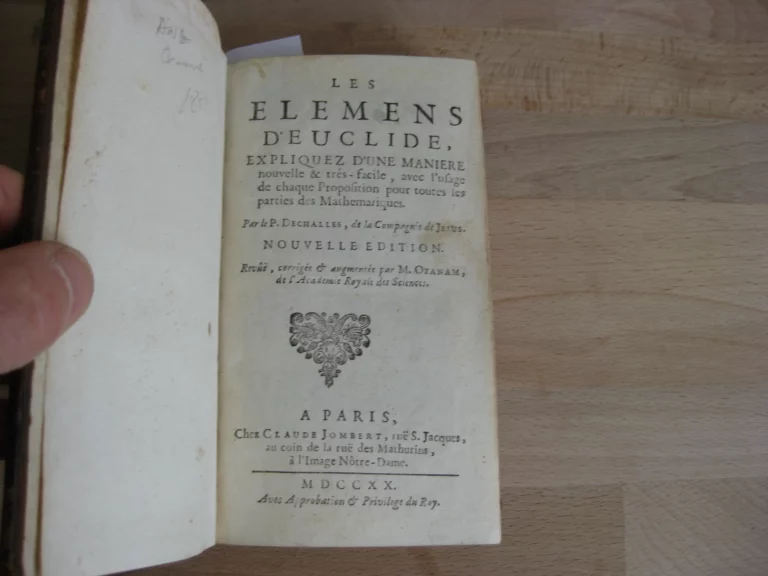 LES
ELEMENS
D'EUCLIDE,
EXPLIQUEZ D'UNE MANIERE
nouvelle & très-facile, avec l'usage
de chaque Proposition pour toutes les
parties des Mathematiques.
Par le P. DECHALLES, de la Compagnie de JESUS.
NOUVELLE EDITION.
Revûë, corrigée & augmentée par M. OZANAM,
de l'Academie Royale des Sciences.
A PARIS,
Chez CLAUDE JOMBERT, ruë S. Jacques,
au coin de la ruë des Mathurins,
à l'Image Nôtre-Dame.
MDCCXX.
Avec Approbation & Privilege du Roy.